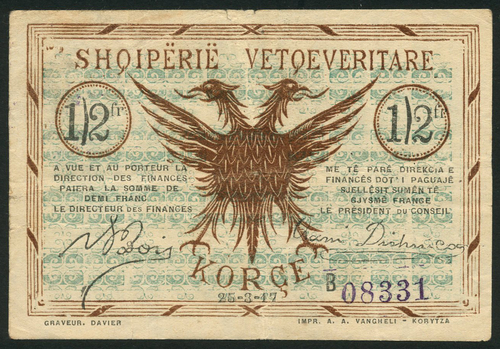 SHQIPËRIË VETQEVERITARE
1/2 fr
1/2 fr
A VUE ET AU PORTEUR LA
DIRECTION DES FINANCES
PAIERA LA SOMME DE
DEMI FRANC.
LE DIRECTEUR DES FINANCES
ME TË PARË DREKÇIA E
FINANCËS DOT' I PAGUAJË
SJELLËSIT SUMËN TË
GJYSMË FRANGE
LE PRÉSIDENT DU CONSEIL
KORÇË
25-3-17
B 08331
GRAVEUR. DAVIER
IMPR. A. A. VANGHELI - KORYTZA